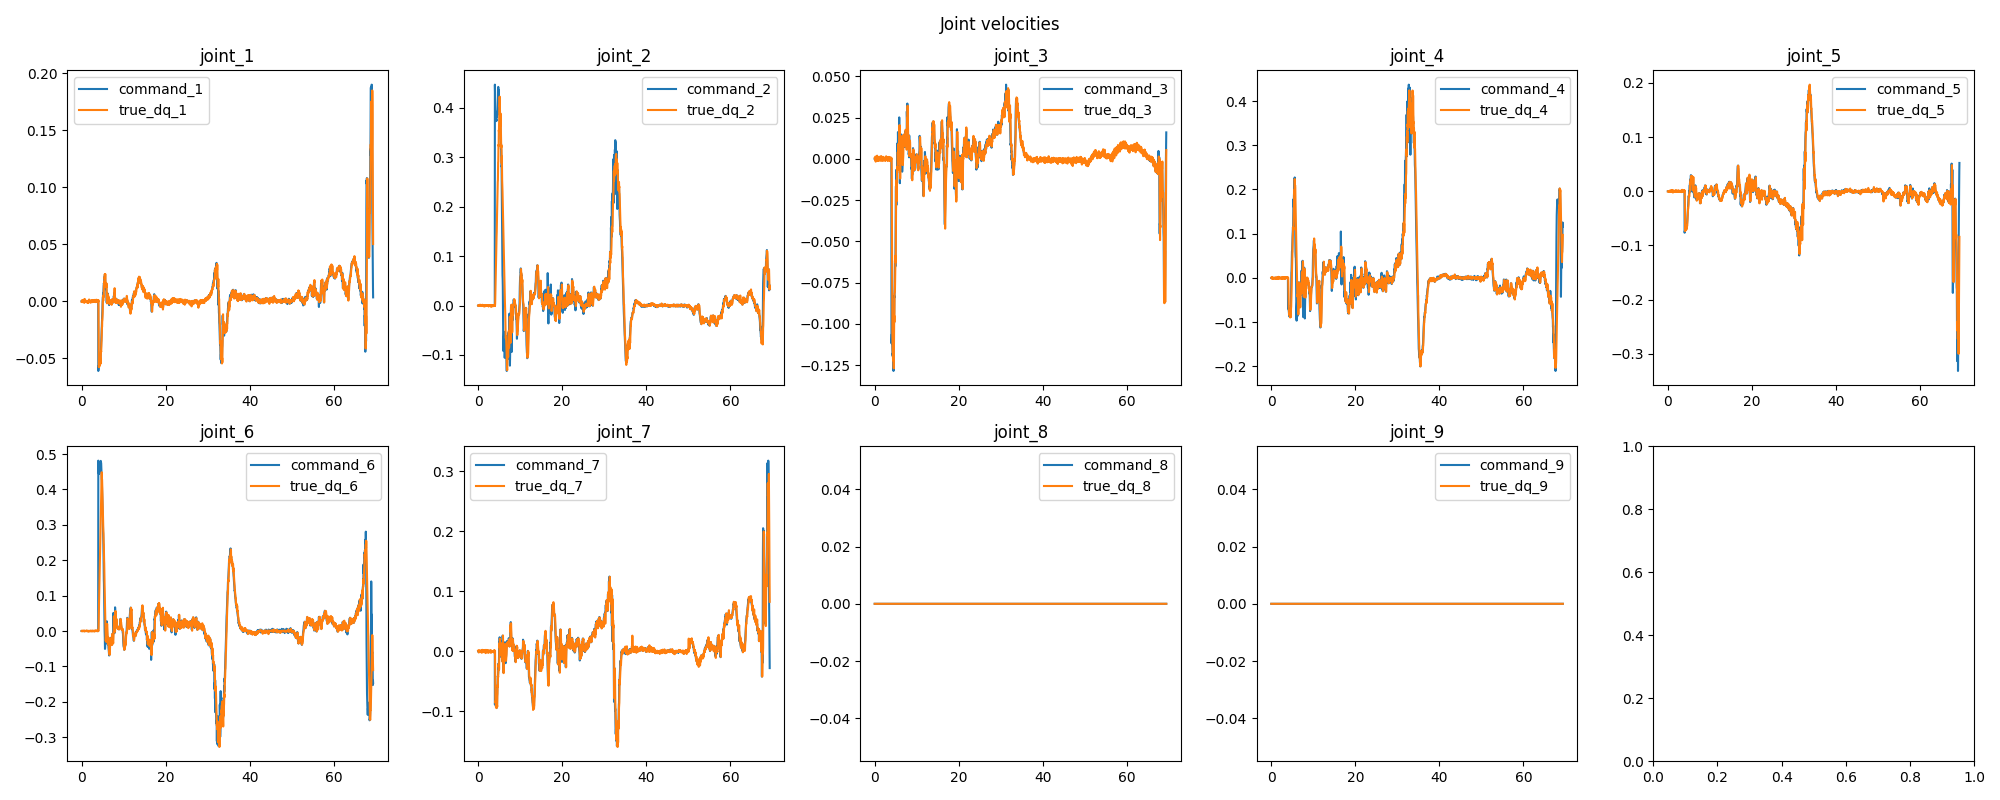 Joint velocities
joint_1
joint_2
joint_3
joint_4
joint_5
command_1
true_dq_1
command_2
true_dq_2
command_3
true_dq_3
command_4
true_dq_4
command_5
true_dq_5
0.20
0.15
0.10
0.05
0.00
−0.05
0 20 40 60
0.4
0.3
0.2
0.1
0.0
−0.1
0 20 40 60
0.050
0.025
0.000
−0.025
−0.050
−0.075
−0.100
−0.125
0 20 40 60
0.4
0.3
0.2
0.1
0.0
−0.1
−0.2
0 20 40 60
0.2
0.1
0.0
−0.1
−0.2
−0.3
0 20 40 60
joint_6
joint_7
joint_8
joint_9
command_6
true_dq_6
command_7
true_dq_7
command_8
true_dq_8
command_9
true_dq_9
0.5
0.4
0.3
0.2
0.1
0.0
−0.1
−0.2
−0.3
0 20 40 60
0.3
0.2
0.1
0.0
−0.1
0 20 40 60
0.04
0.02
0.00
−0.02
−0.04
0 20 40 60
0.04
0.02
0.00
−0.02
−0.04
0 20 40 60
1.0
0.8
0.6
0.4
0.2
0.0
0.0 0.2 0.4 0.6 0.8 1.0